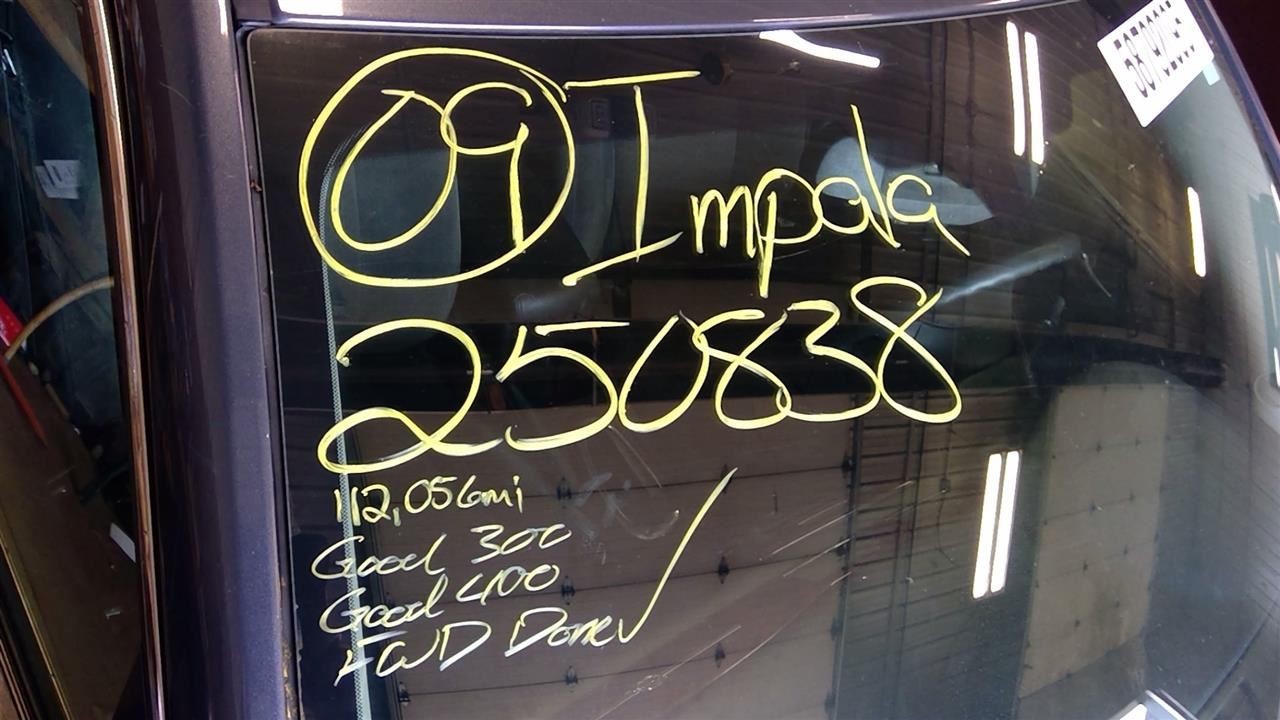 09 Impala
250838
112,056mi
Good 300
Good 400
FWD Done ✓